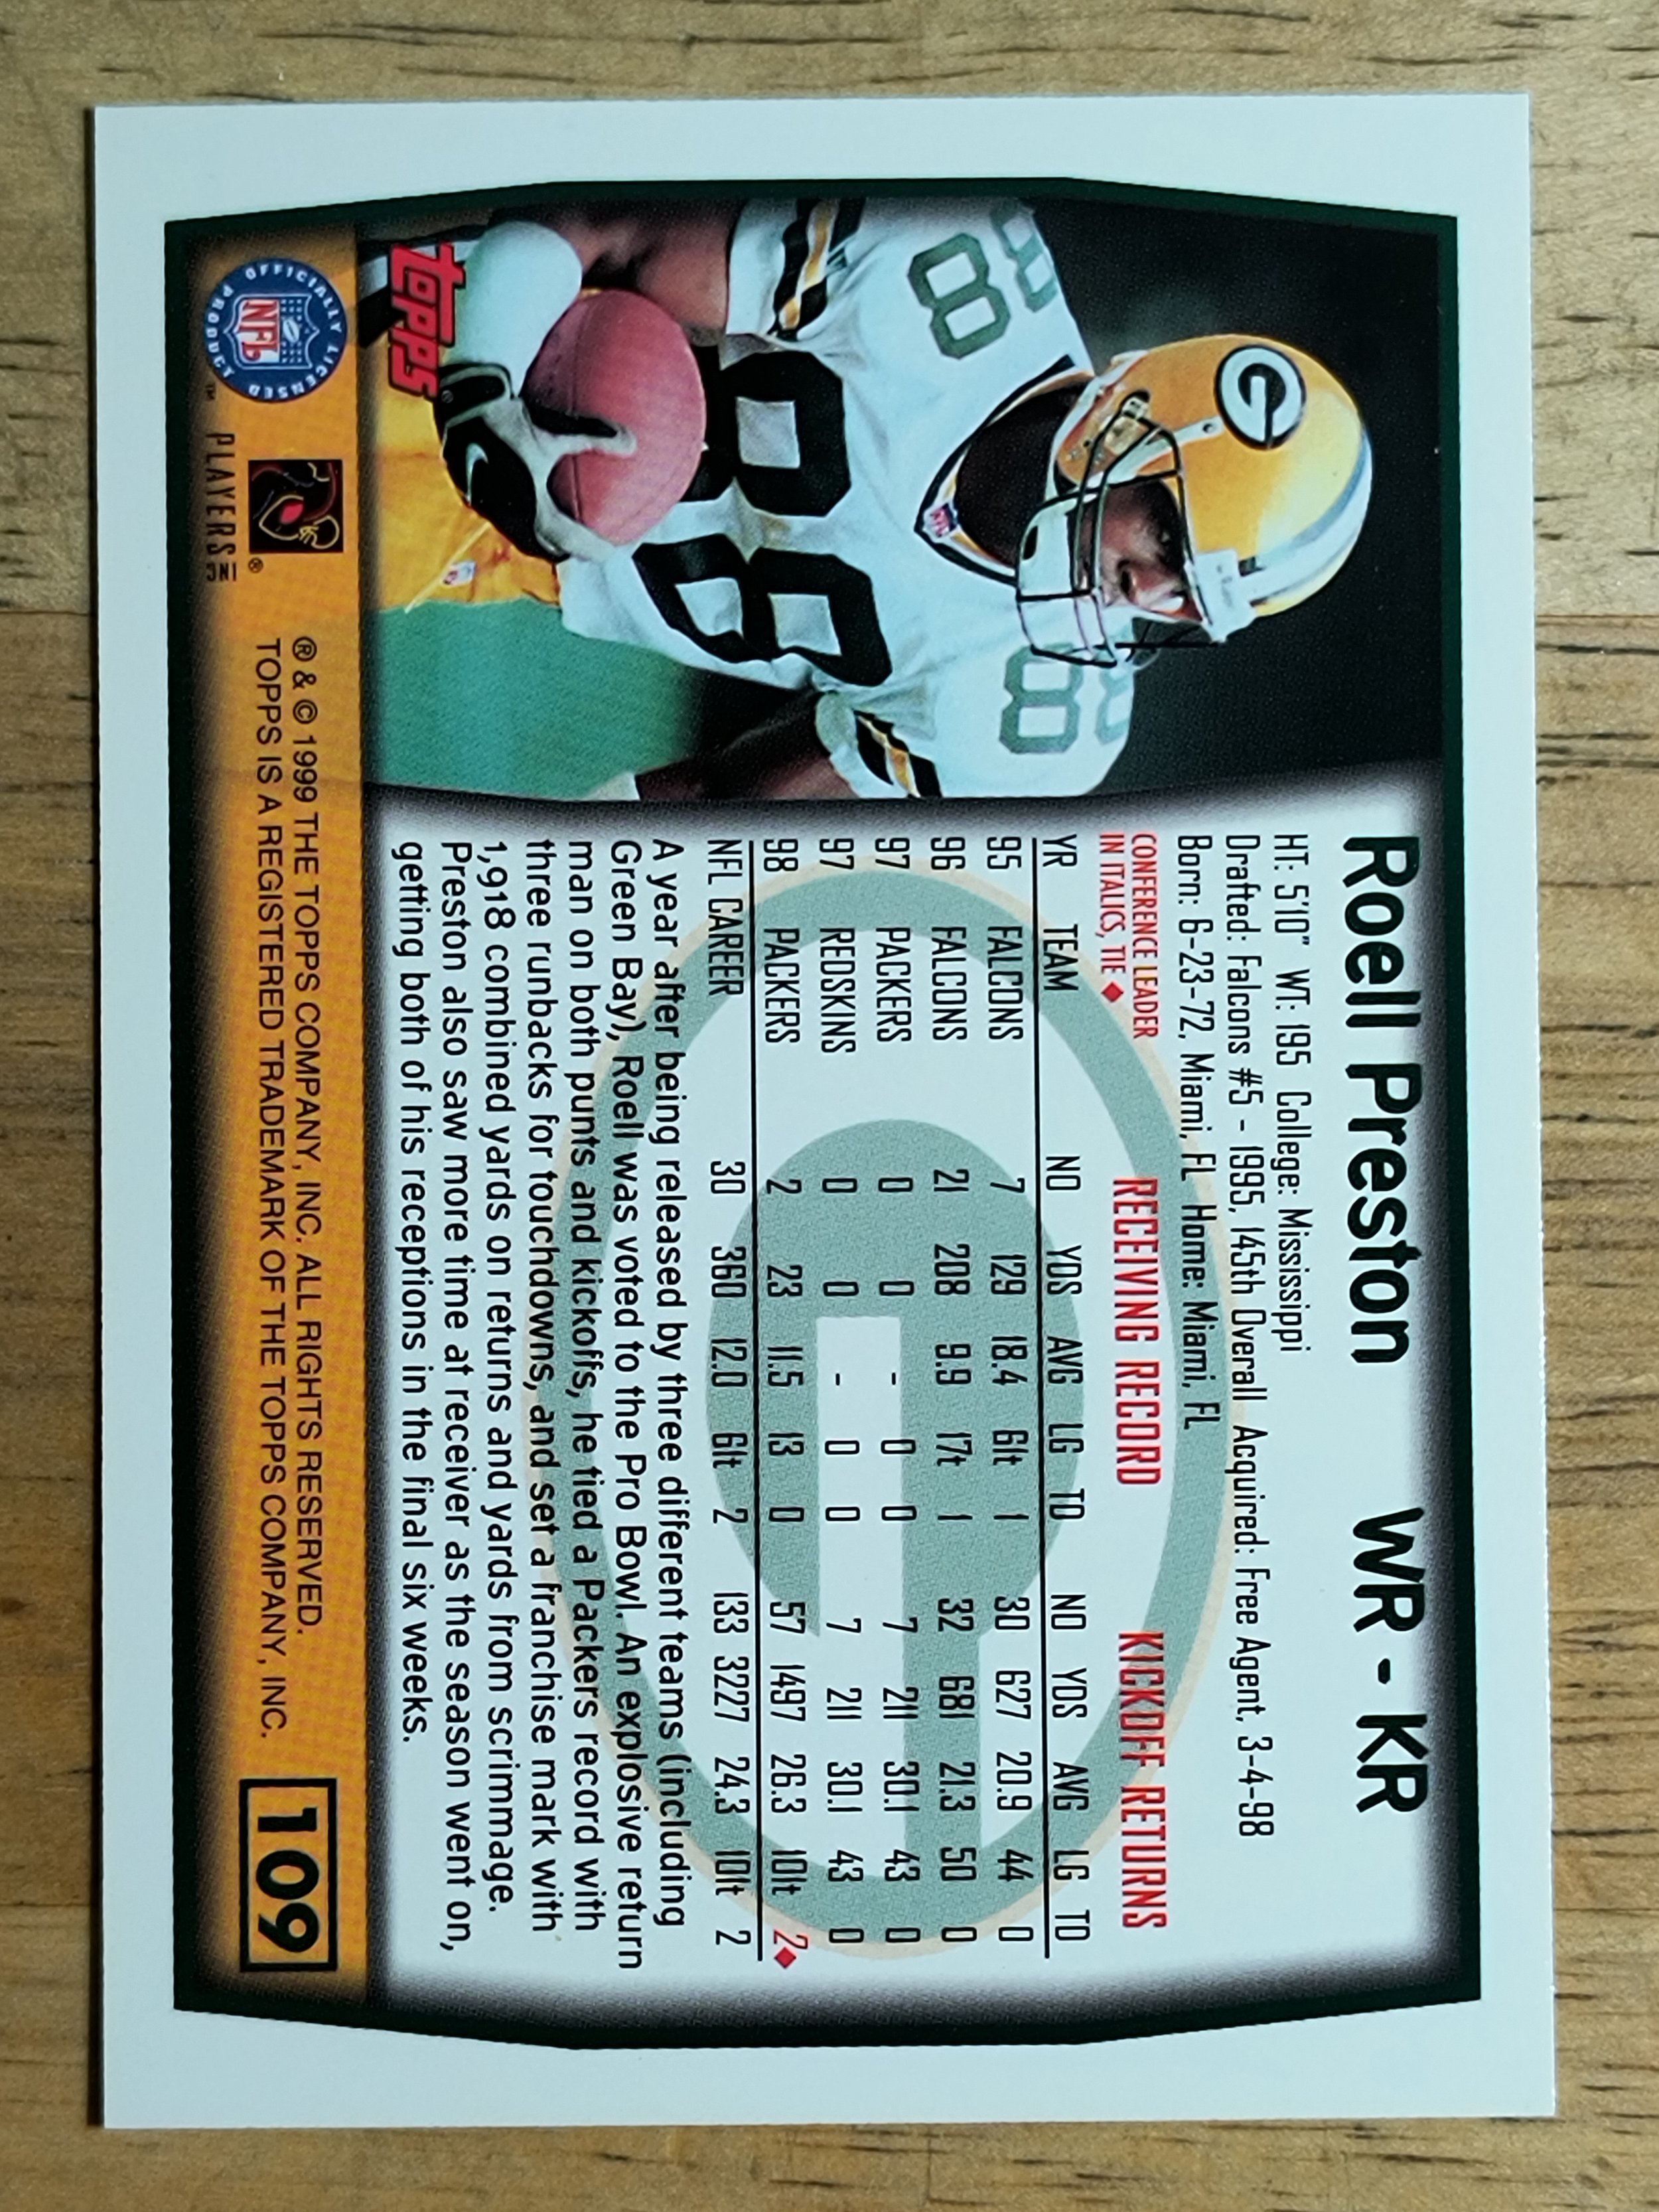 Roell Preston WR - KR
HT: 5'10" WT: 195 College: Mississippi
Drafted: Falcons #5 - 1995, 145th Overall Acquired: Free Agent, 3-4-98
Born: 6-23-72, Miami, FL Home: Miami, FL
CONFERENCE LEADER
IN ITALICS, TIE ♦
RECEIVING RECORD KICKOFF RETURNS
YR TEAM NO YDS AVG LG TD NO YDS AVG LG TD
95 FALCONS 7 129 18.4 61t 1 30 627 20.9 44 0
96 FALCONS 21 208 9.9 17t 1 32 681 21.3 50 0
97 PACKERS 0 0 - 0 0 7 211 30.1 43 0
97 REDSKINS 0 0 - 0 0 7 211 30.1 43 0
98 PACKERS 2 23 11.5 13 0 57 1497 26.3 101t 2♦
NFL CAREER 30 360 12.0 61t 2 133 3227 24.3 101t 2
A year after being released by three different teams (including
Green Bay), Roell was voted to the Pro Bowl. An explosive return
man on both punts and kickoffs, he tied a Packers record with
three runbacks for touchdowns, and set a franchise mark with
1,918 combined yards on returns and yards from scrimmage.
Preston also saw more time at receiver as the season went on,
getting both of his receptions in the final six weeks.
88
88
88
G
NFL
TOPPS
OFFICIALLY LICENSED PRODUCT
NFL
™
®
PLAYERS INC
® & © 1999 THE TOPPS COMPANY, INC. ALL RIGHTS RESERVED.
TOPPS IS A REGISTERED TRADEMARK OF THE TOPPS COMPANY, INC.
109